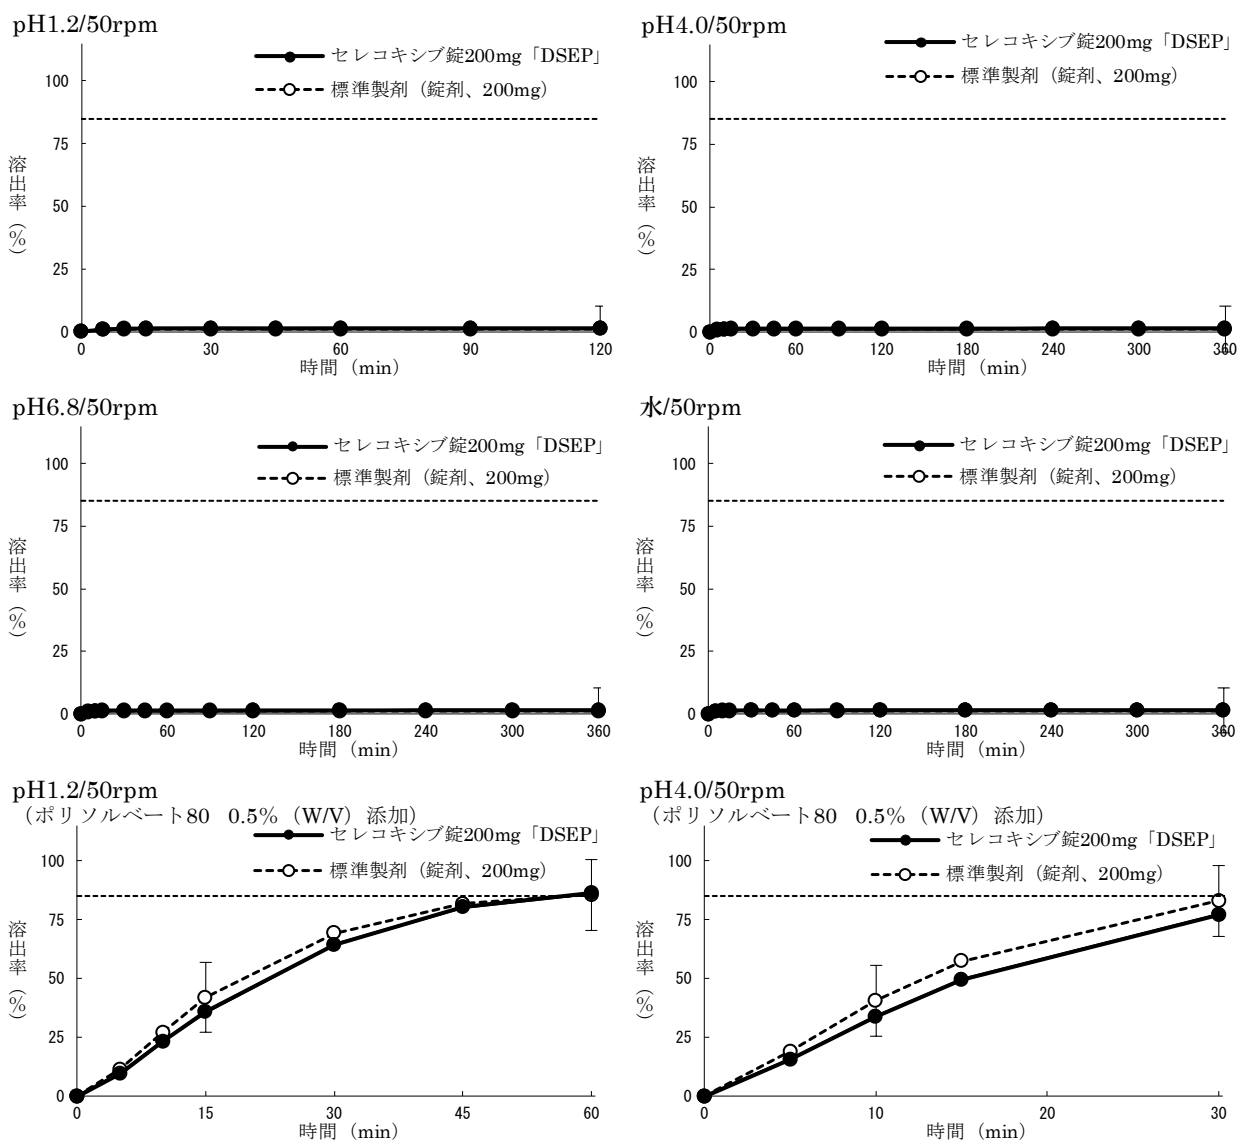 pH1.2/50rpm
セレコキシブ錠200mg「DSEP」
標準製剤（錠剤、200mg）
100
75
50
25
0
溶出率（%）
0 30 60 90 120
時間（min）
pH4.0/50rpm
セレコキシブ錠200mg「DSEP」
標準製剤（錠剤、200mg）
100
75
50
25
0
溶出率（%）
0 60 120 180 240 300 360
時間（min）
pH6.8/50rpm
セレコキシブ錠200mg「DSEP」
標準製剤（錠剤、200mg）
100
75
50
25
0
溶出率（%）
0 60 120 180 240 300 360
時間（min）
水/50rpm
セレコキシブ錠200mg「DSEP」
標準製剤（錠剤、200mg）
100
75
50
25
0
溶出率（%）
0 60 120 180 240 300 360
時間（min）
pH1.2/50rpm
（ポリソルベート80　0.5%（W/V）添加）
セレコキシブ錠200mg「DSEP」
標準製剤（錠剤、200mg）
100
75
50
25
0
溶出率（%）
0 15 30 45 60
時間（min）
pH4.0/50rpm
（ポリソルベート80　0.5%（W/V）添加）
セレコキシブ錠200mg「DSEP」
標準製剤（錠剤、200mg）
100
75
50
25
0
溶出率（%）
0 10 20 30
時間（min）